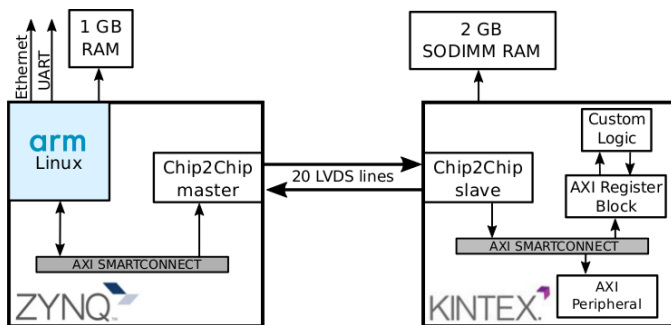 Ethernet
UART
1 GB
RAM
2 GB
SODIMM RAM
arm
Linux
Chip2Chip
master
20 LVDS lines
Chip2Chip
slave
Custom
Logic
AXI Register
Block
AXI SMARTCONNECT
AXI SMARTCONNECT
AXI
Peripheral
ZYNQ™
KINTEX.